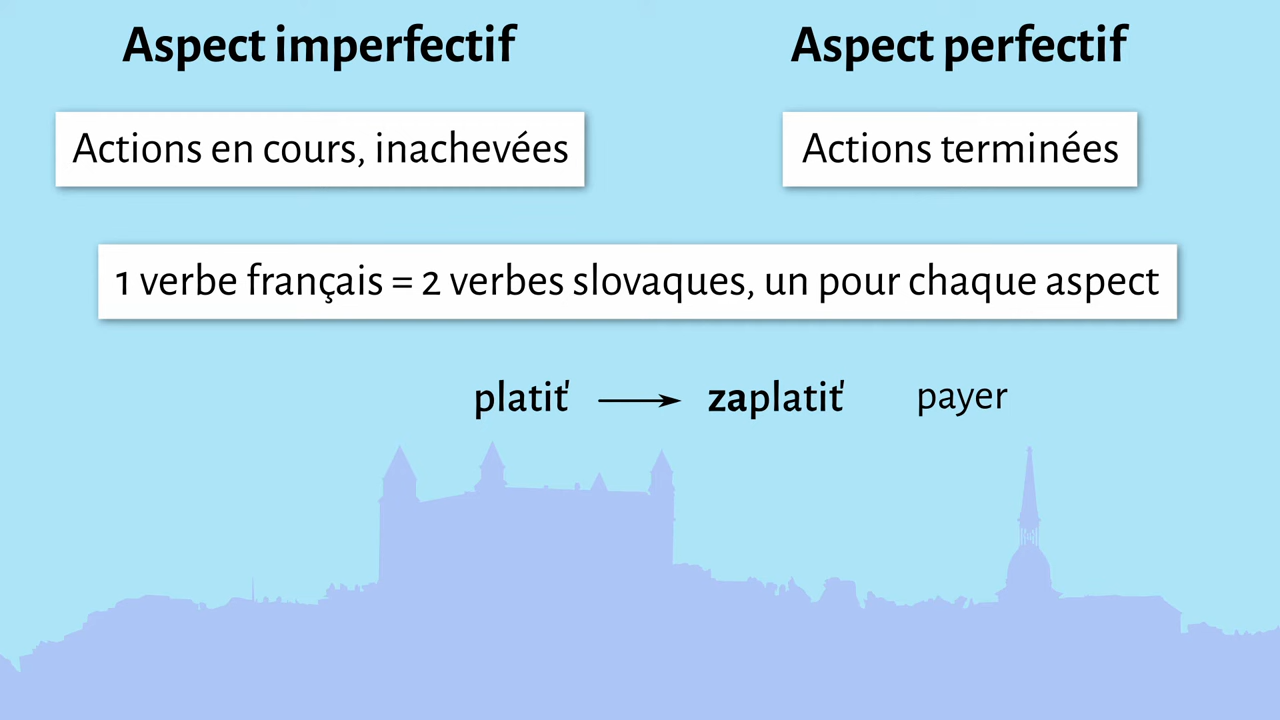 Aspect imperfectif
Aspect perfectif
Actions en cours, inachevées
Actions terminées
1 verbe français = 2 verbes slovaques, un pour chaque aspect
platiť → zaplatiť payer